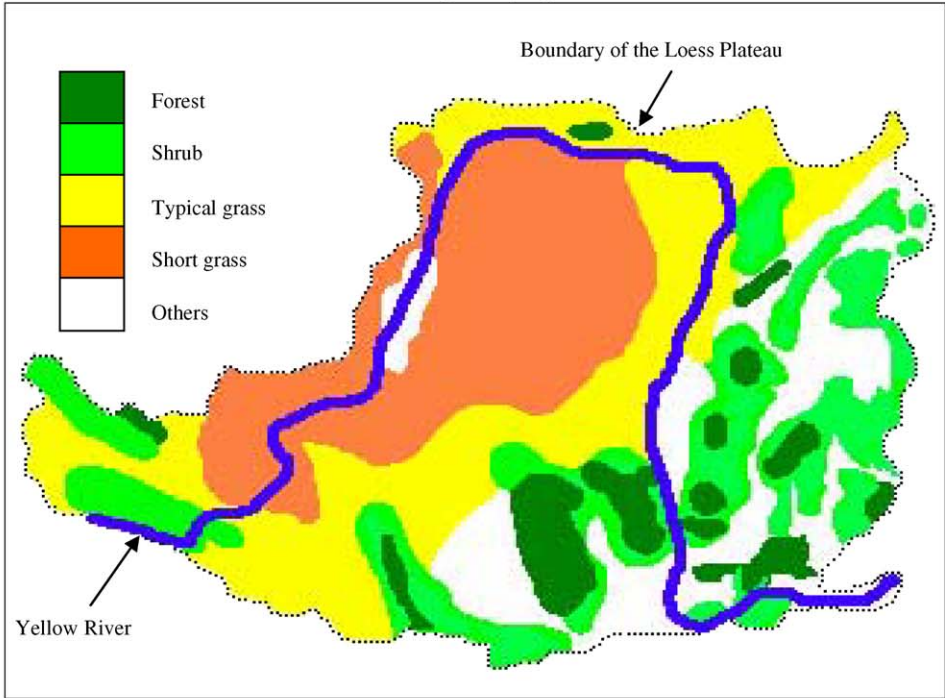 Boundary of the Loess Plateau
Forest
Shrub
Typical grass
Short grass
Others
Yellow River